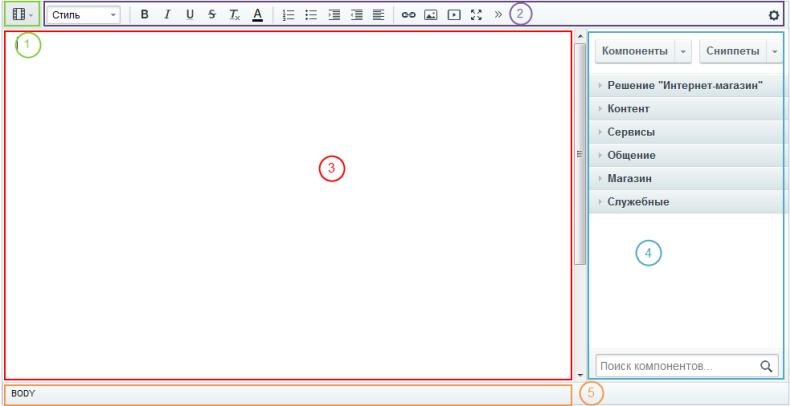 Стиль
B I U S Tx A
2
1
Компоненты
Сниппеты
Решение "Интернет-магазин"
Контент
Сервисы
Общение
Магазин
Служебные
3
4
Поиск компонентов...
BODY
5